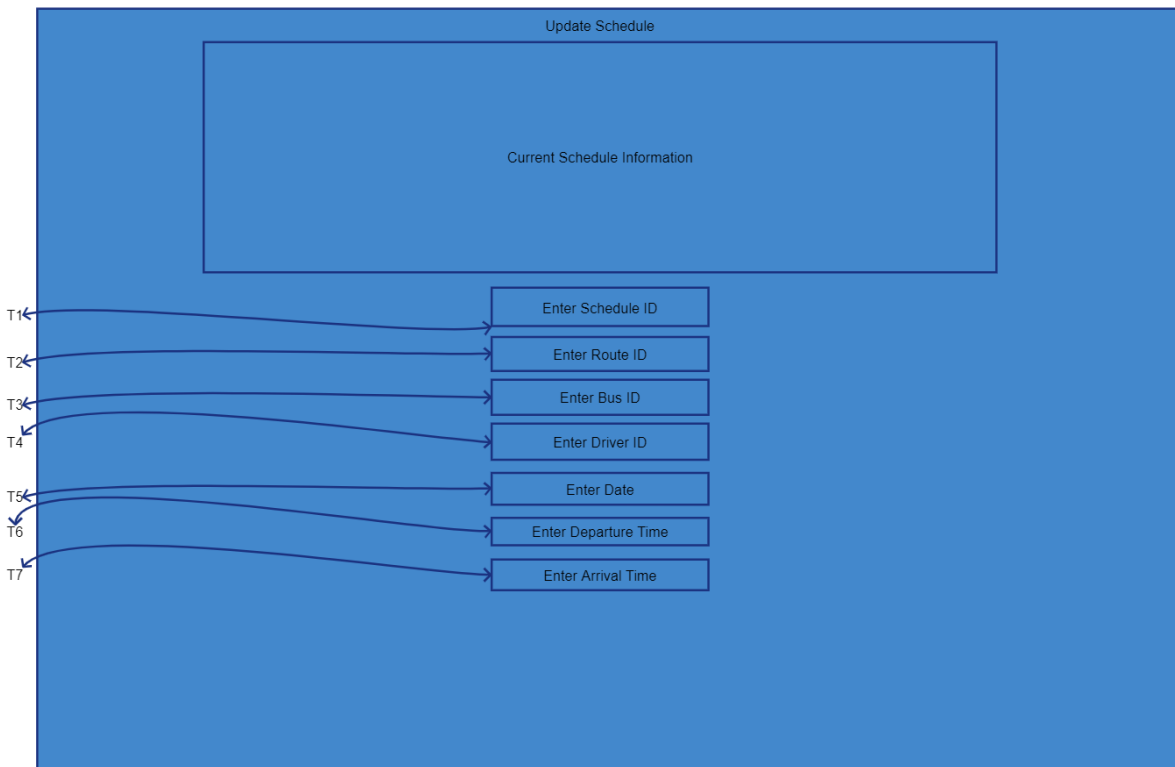 Update Schedule
Current Schedule Information
T1
Enter Schedule ID
T2
Enter Route ID
T3
Enter Bus ID
T4
Enter Driver ID
T5
Enter Date
T6
Enter Departure Time
T7
Enter Arrival Time